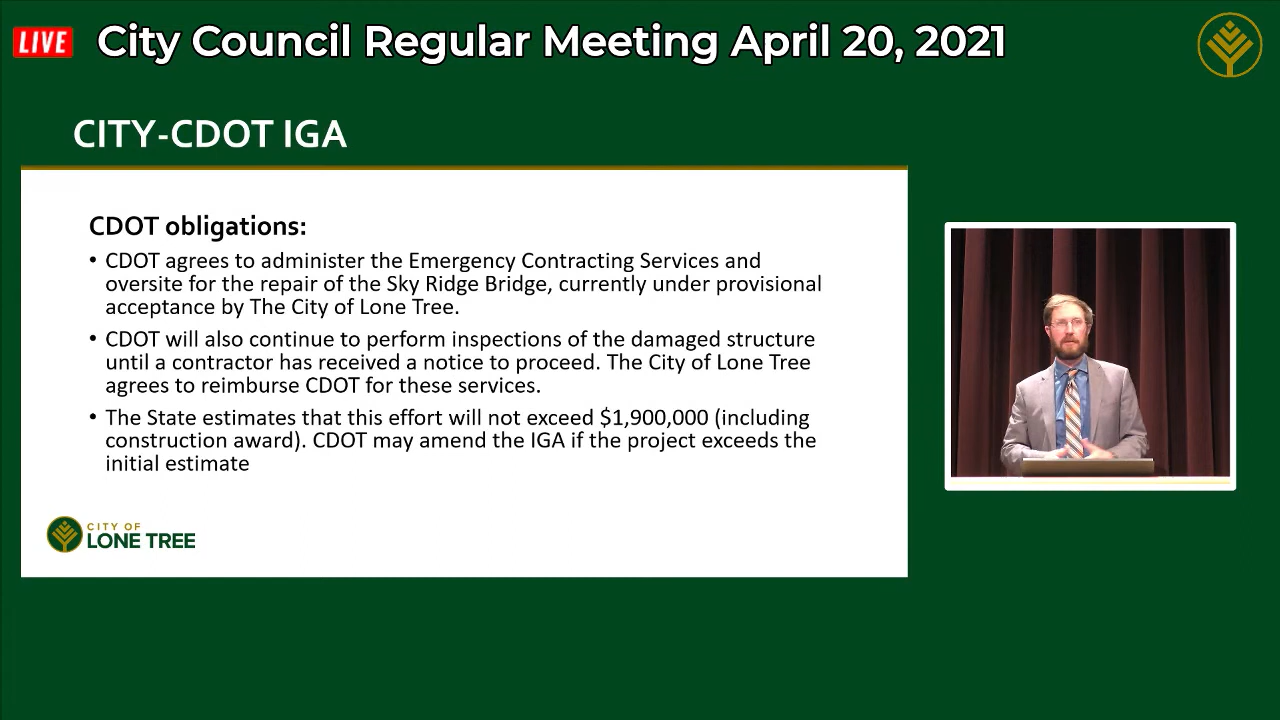 LIVE City Council Regular Meeting April 20, 2021
CITY-CDOT IGA
CDOT obligations:
• CDOT agrees to administer the Emergency Contracting Services and
oversite for the repair of the Sky Ridge Bridge, currently under provisional
acceptance by The City of Lone Tree.
• CDOT will also continue to perform inspections of the damaged structure
until a contractor has received a notice to proceed. The City of Lone Tree
agrees to reimburse CDOT for these services.
• The State estimates that this effort will not exceed $1,900,000 (including
construction award). CDOT may amend the IGA if the project exceeds the
initial estimate
CITY OF
LONE TREE